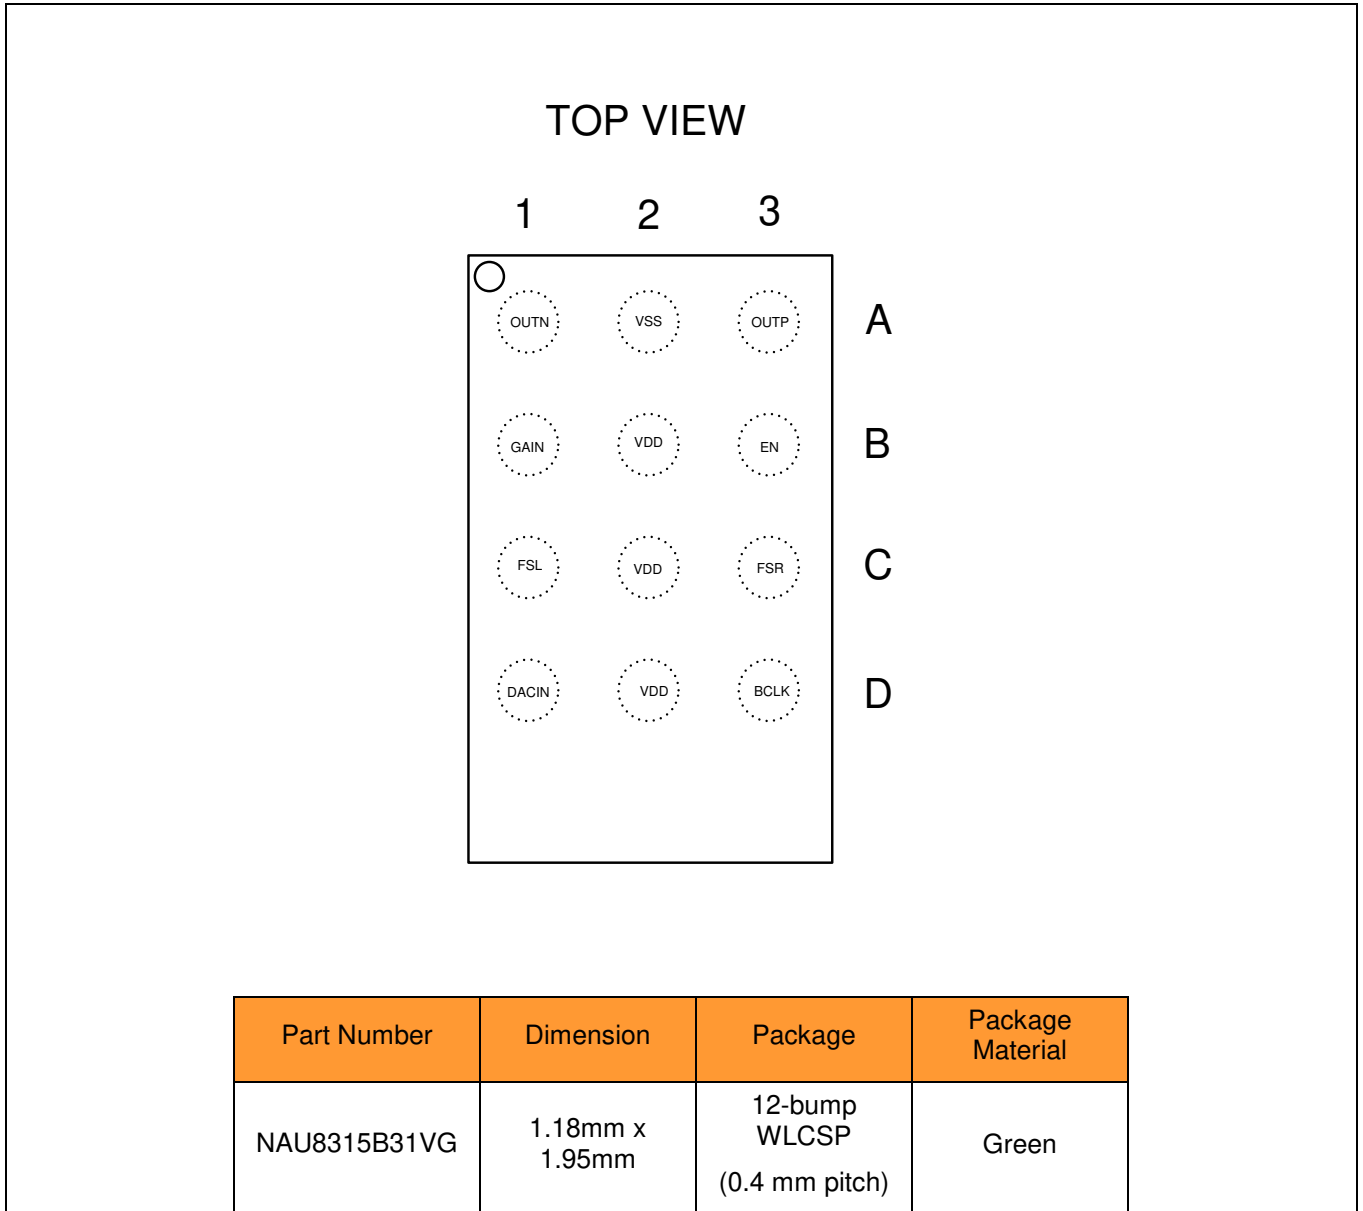 TOP VIEW
1 2 3
OUTN VSS OUTP A
GAIN VDD EN B
FSL VDD FSR C
DACIN VDD BCLK D
Part Number Dimension Package Package Material
NAU8315B31VG 1.18mm x 1.95mm 12-bump WLCSP (0.4 mm pitch) Green